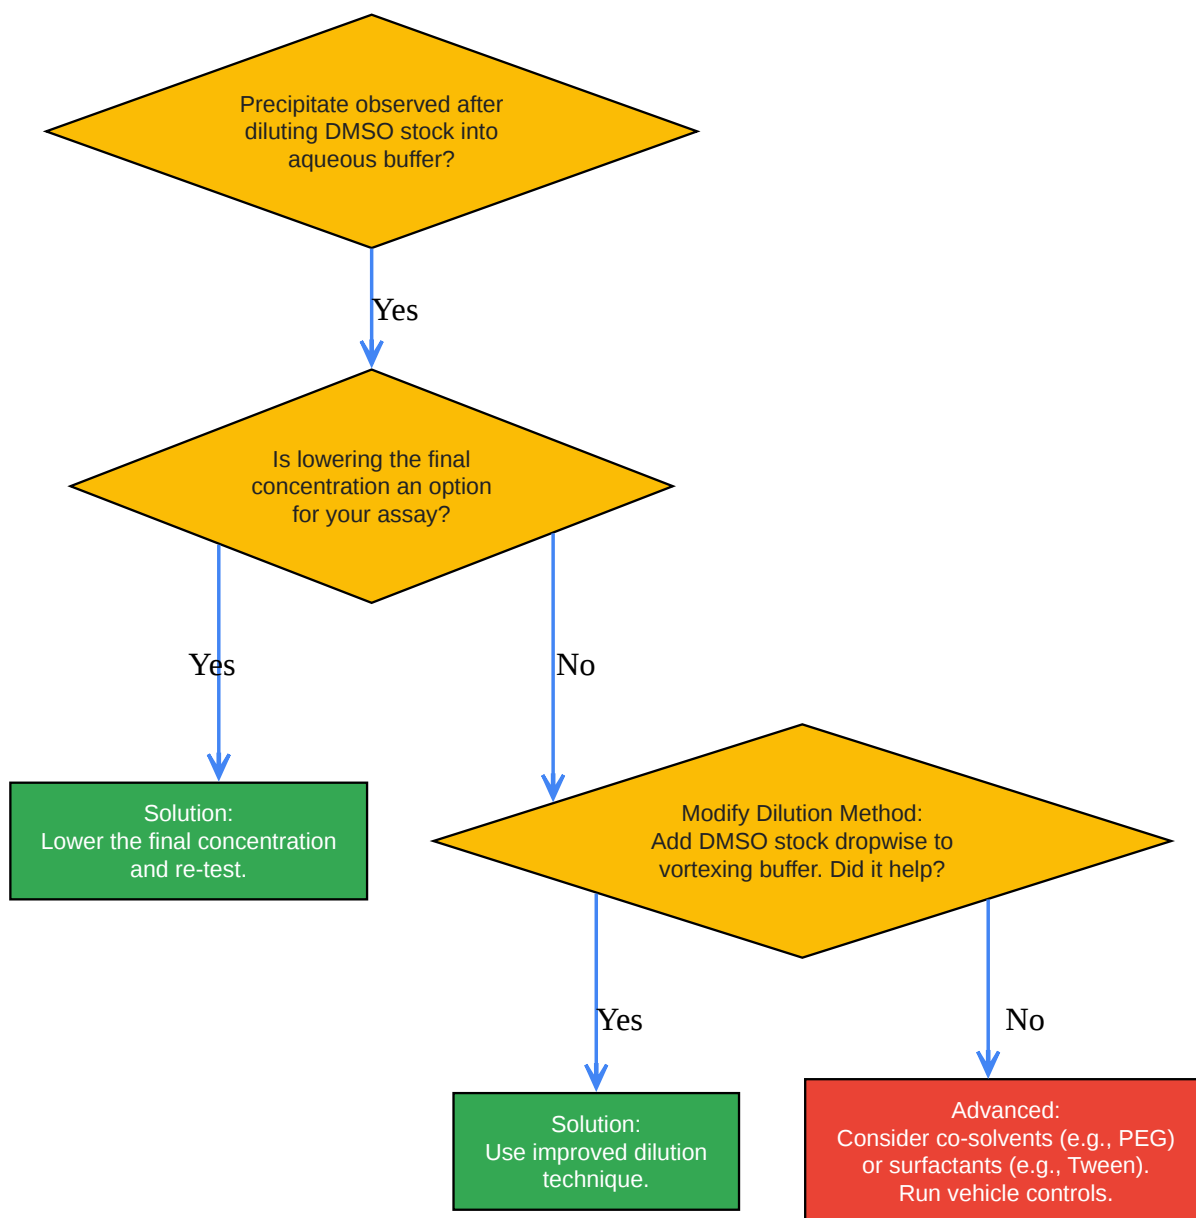 Precipitate observed after
diluting DMSO stock into
aqueous buffer?
Yes
Is lowering the final
concentration an option
for your assay?
Yes
No
Solution:
Lower the final concentration
and re-test.
Modify Dilution Method:
Add DMSO stock dropwise to
vortexing buffer. Did it help?
Yes
No
Solution:
Use improved dilution
technique.
Advanced:
Consider co-solvents (e.g., PEG)
or surfactants (e.g., Tween).
Run vehicle controls.